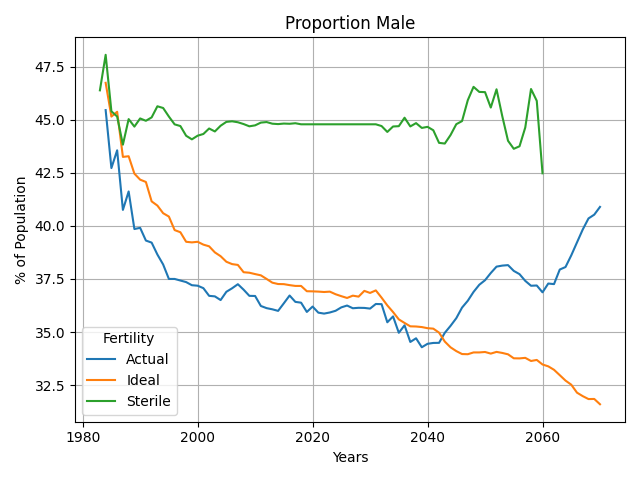 Proportion Male
% of Population
47.5
45.0
42.5
40.0
37.5
35.0
32.5
Fertility
Actual
Ideal
Sterile
1980
2000
2020
2040
2060
Years